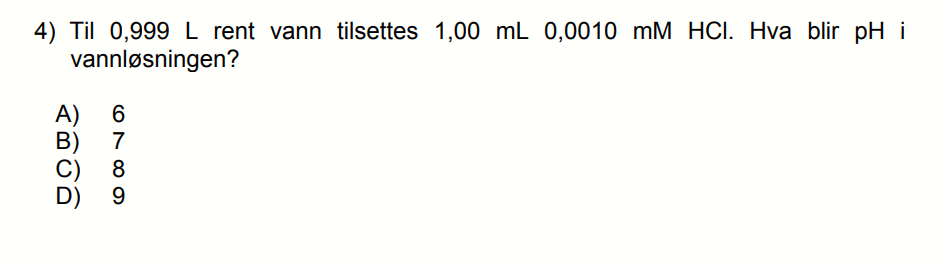 4) Til 0,999 L rent vann tilsettes 1,00 mL 0,0010 mM HCl. Hva blir pH i
vannløsningen?
A) 6
B) 7
C) 8
D) 9